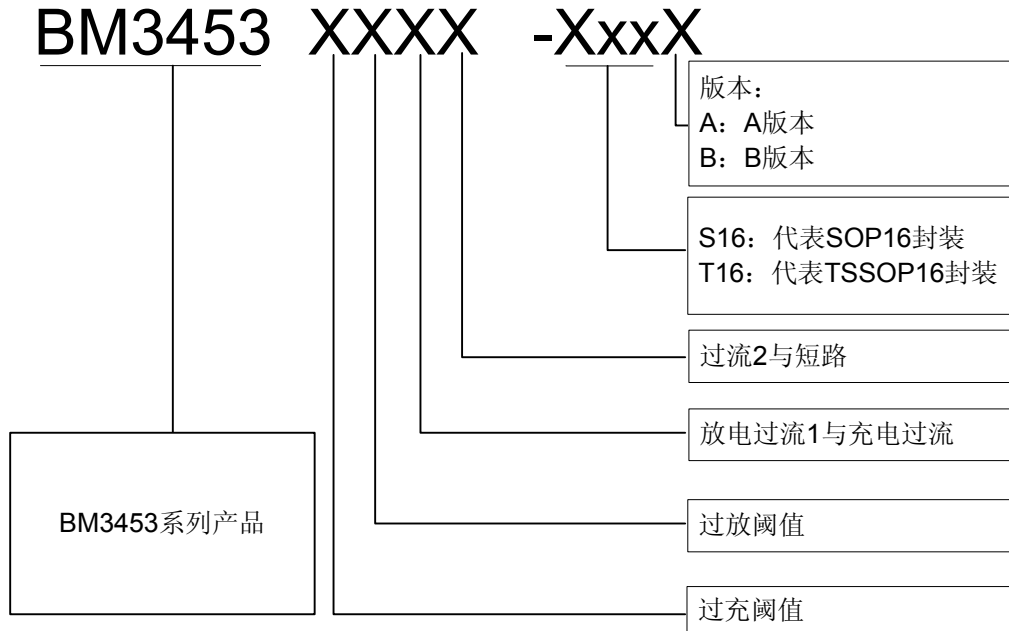 BM3453 XXXX -XxxX
版本：
A：A版本
B：B版本
S16：代表SOP16封装
T16：代表TSSOP16封装
过流2与短路
放电过流1与充电过流
BM3453系列产品
过放阈值
过充阈值